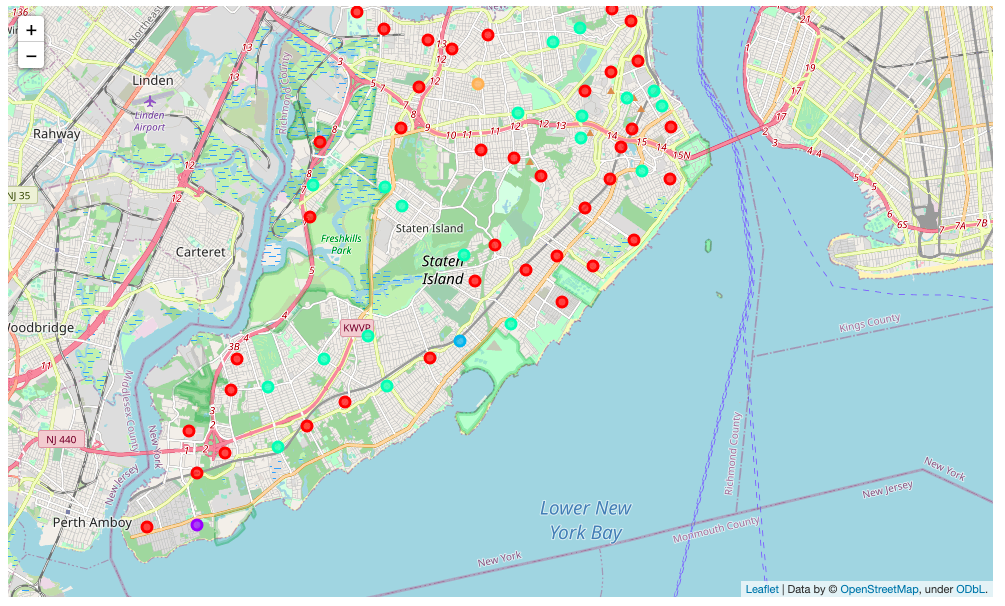 136
21
Northeast
+
−
13
12
3
Linden
Linden
Airport
Rahway
Richmond County
5
7
12
19
17
17
2
3
4
4
13
8
7
8
9
10
11
11
12
12
13
14
15
14
15N
12
12
NJ 35
5
5
6
6S
7
7A
7B
Carteret
Freshkills
Park
Staten Island
Staten
Island
5
4
Woodbridge
KWVP
3B
4
11
Kings County
Middlesex County
New York
3
2
1
2
NJ 440
New Jersey
Richmond County
New York
New Jersey
Perth Amboy
Lower New
York Bay
Monmouth County
New York
Leaflet | Data by © OpenStreetMap, under ODbL.